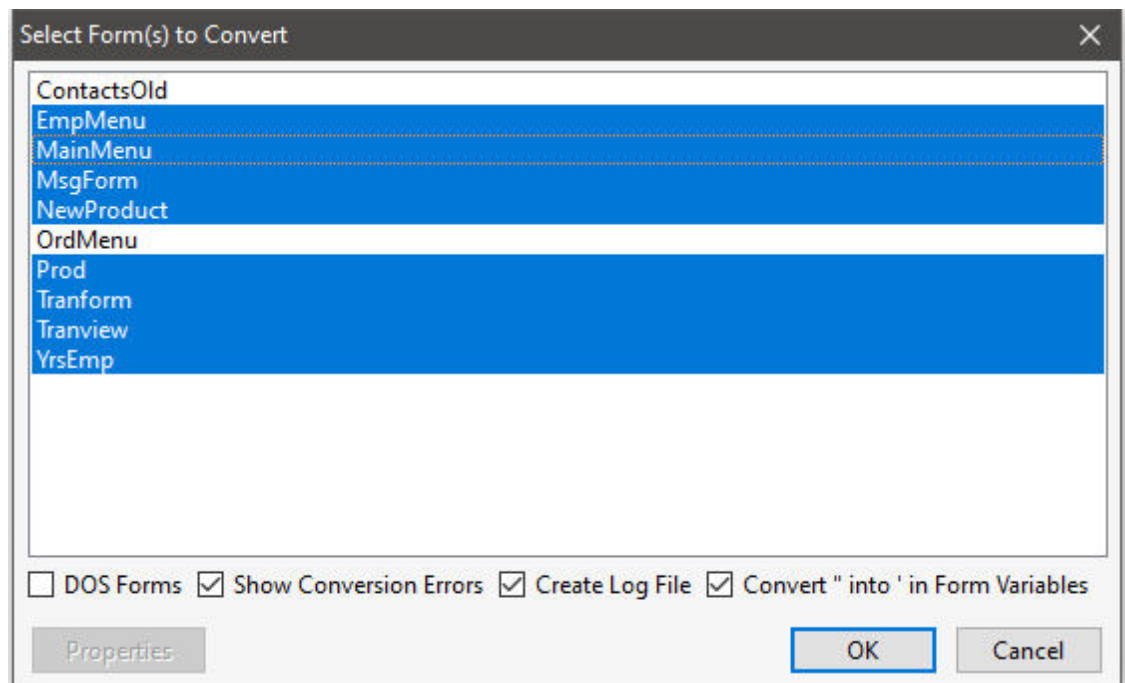 Select Form(s) to Convert
ContactsOld
EmpMenu
MainMenu
MsgForm
NewProduct
OrdMenu
Prod
Tranform
Tranview
YrsEmp
DOS Forms Show Conversion Errors Create Log File Convert " into ' in Form Variables
Properties OK Cancel